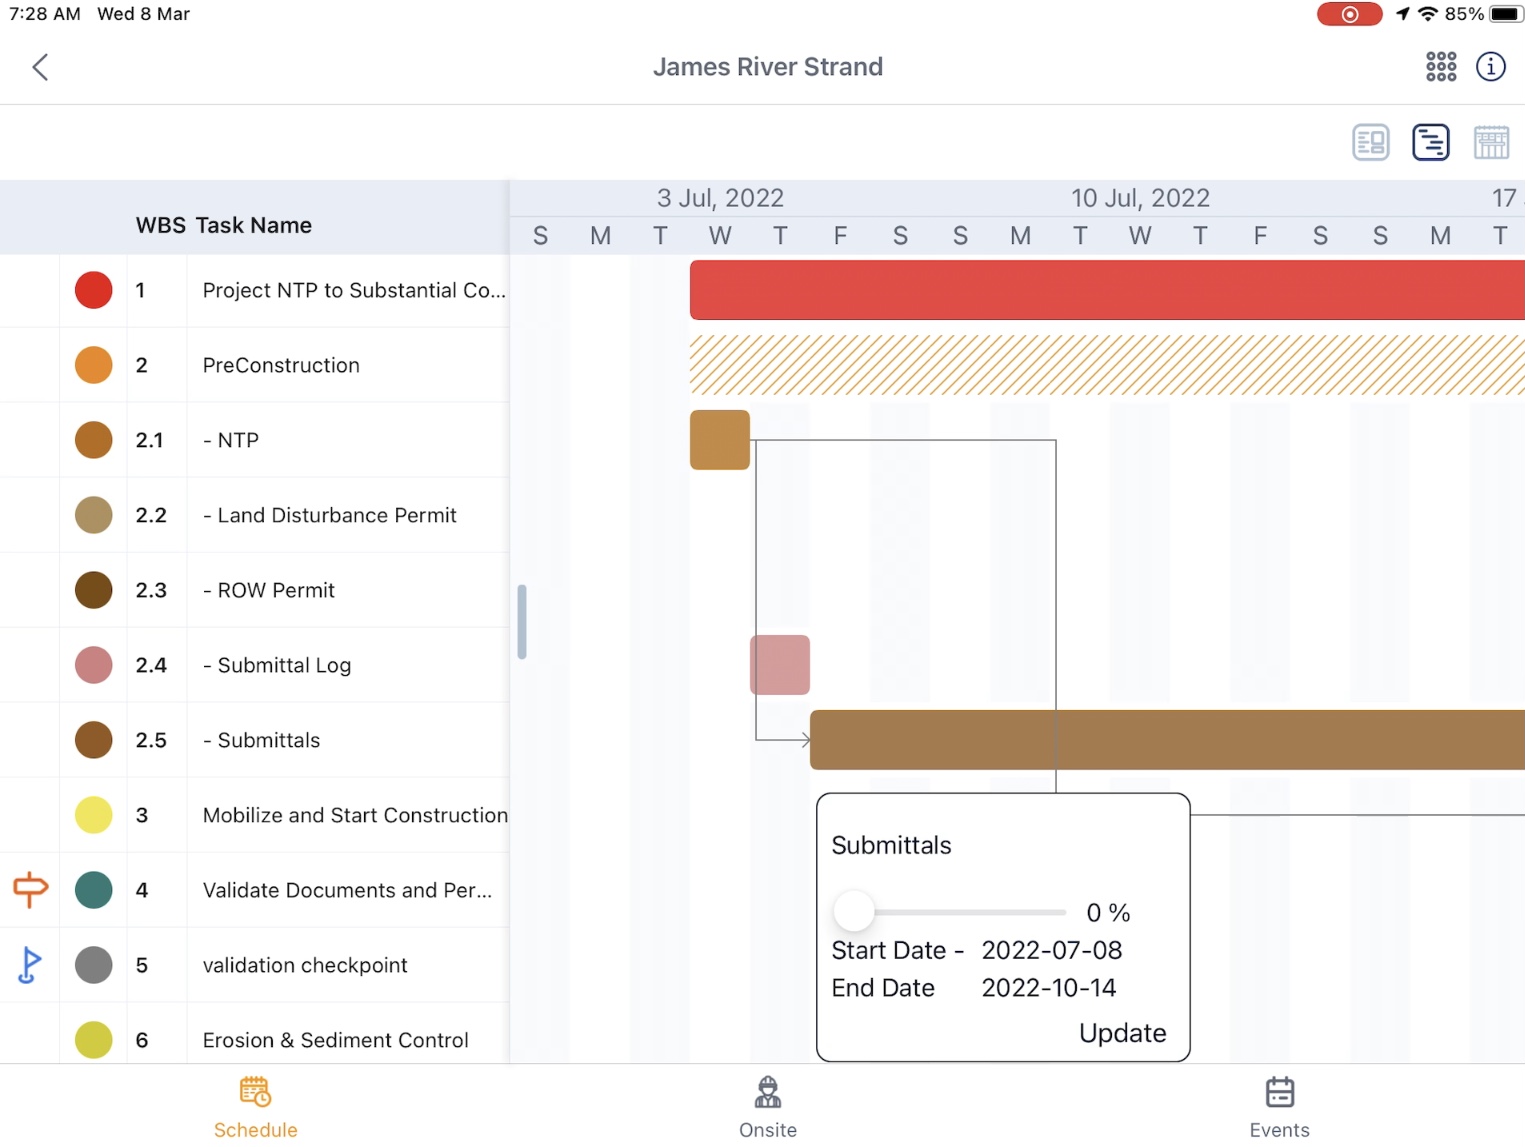 7:28 AM Wed 8 Mar
85%
James River Strand
WBS Task Name
3 Jul, 2022 10 Jul, 2022 17
S M T W T F S S M T W T F S S M T
1 Project NTP to Substantial Co...
2 PreConstruction
2.1 - NTP
2.2 - Land Disturbance Permit
2.3 - ROW Permit
2.4 - Submittal Log
2.5 - Submittals
3 Mobilize and Start Construction
4 Validate Documents and Per...
5 validation checkpoint
6 Erosion & Sediment Control
Submittals
0 %
Start Date - 2022-07-08
End Date 2022-10-14
Update
Schedule Onsite Events